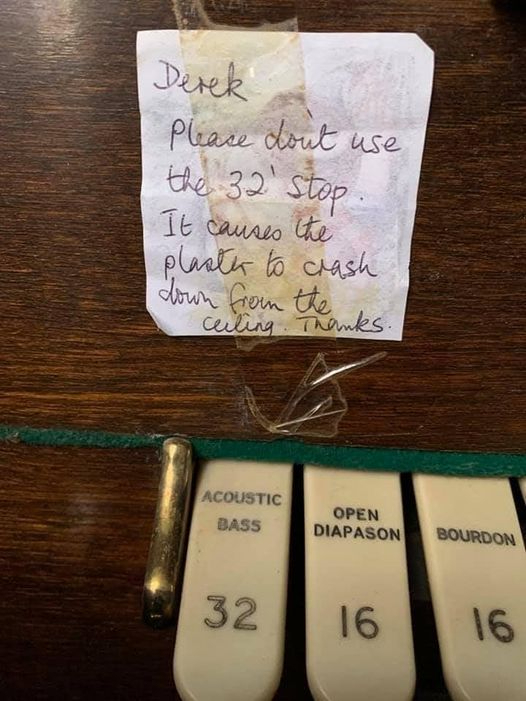 Derek
Please don't use
the 32' stop.
It causes the
plaster to crash
down from the
ceiling. Thanks.
ACOUSTIC
BASS
32
OPEN
DIAPASON
16
BOURDON
16